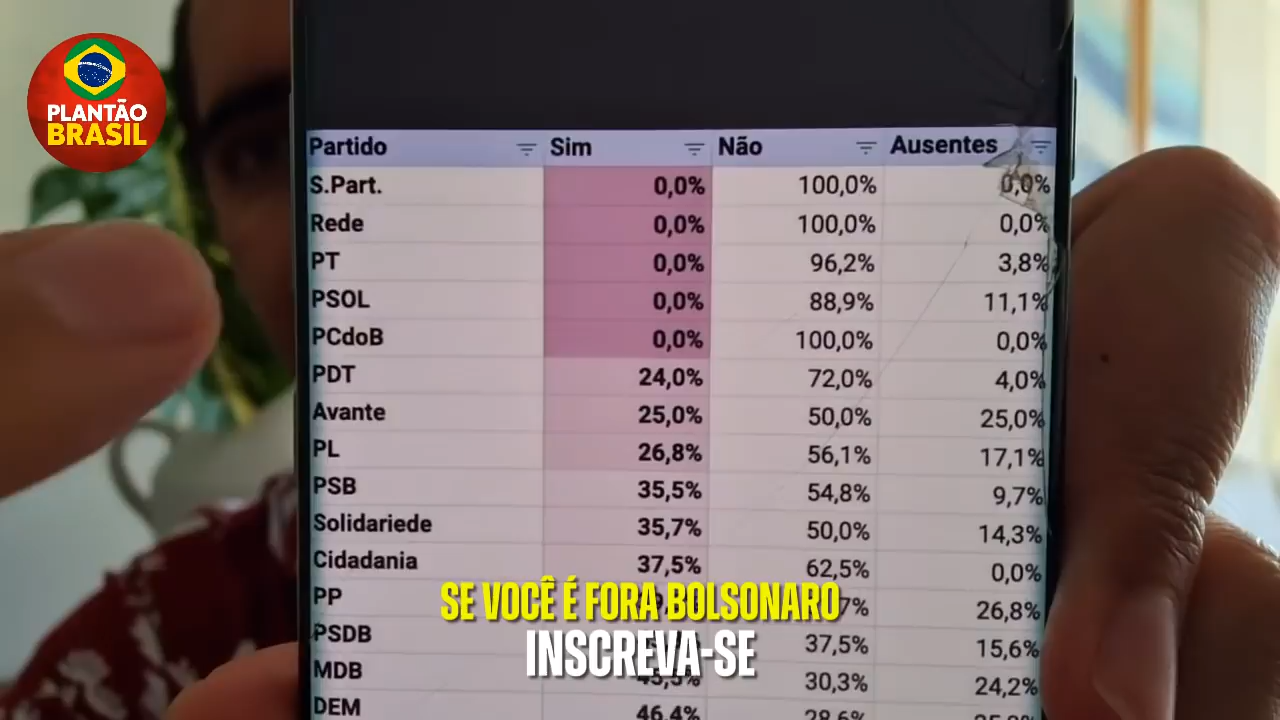 PLANTÃO
BRASIL
Partido Sim Não Ausentes
S.Part. 0,0% 100,0% 0,0%
Rede 0,0% 100,0% 0,0%
PT 0,0% 96,2% 3,8%
PSOL 0,0% 88,9% 11,1%
PCdoB 0,0% 100,0% 0,0%
PDT 24,0% 72,0% 4,0%
Avante 25,0% 50,0% 25,0%
PL 26,8% 56,1% 17,1%
PSB 35,5% 54,8% 9,7%
Solidariede 35,7% 50,0% 14,3%
Cidadania 37,5% 62,5% 0,0%
PP 26,8%
PSDB 37,5% 15,6%
MDB 30,3% 24,2%
DEM 46,4% 28,6%
SE VOCÊ É FORA BOLSONARO
INSCREVA-SE